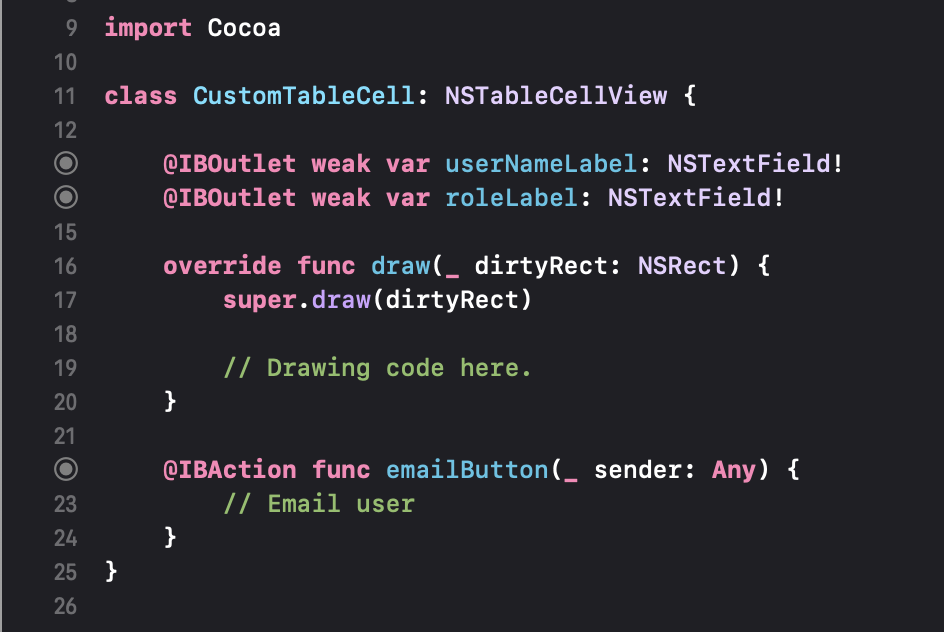 9 import Cocoa
10
11 class CustomTableCell: NSTableCellView {
12
@IBOutlet weak var userNameLabel: NSTextField!
@IBOutlet weak var roleLabel: NSTextField!
15
16 override func draw(_ dirtyRect: NSRect) {
17 super.draw(dirtyRect)
18
19 // Drawing code here.
20 }
21
@IBAction func emailButton(_ sender: Any) {
23 // Email user
24 }
25 }
26